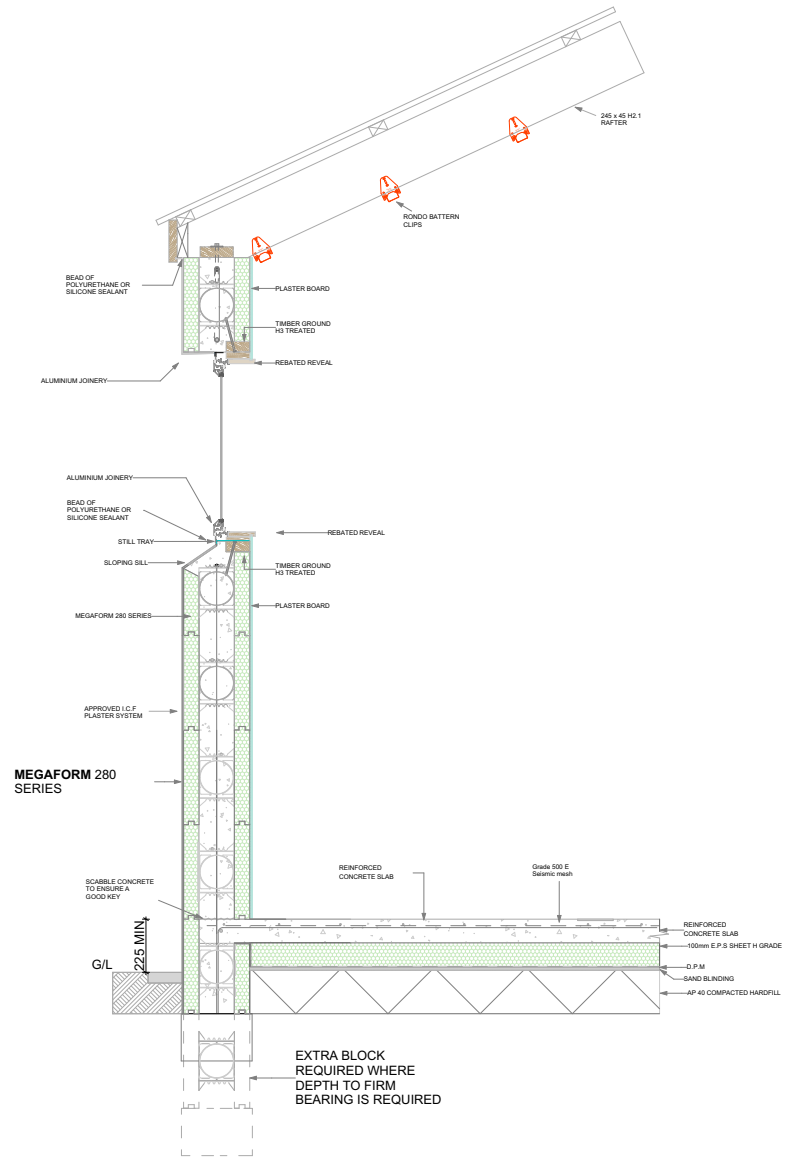 245 x 45 H2.1
RAFTER
RONDO BATTERN
CLIPS
BEAD OF
POLYURETHANE OR
SILICONE SEALANT
PLASTER BOARD
TIMBER GROUND
H3 TREATED
REBATED REVEAL
ALUMINIUM JOINERY
ALUMINIUM JOINERY
BEAD OF
POLYURETHANE OR
SILICONE SEALANT
REBATED REVEAL
STILL TRAY
SLOPING SILL
TIMBER GROUND
H3 TREATED
PLASTER BOARD
MEGAFORM 280 SERIES
APPROVED I.C.F
PLASTER SYSTEM
MEGAFORM 280
SERIES
SCABBLE CONCRETE
TO ENSURE A
GOOD KEY
REINFORCED
CONCRETE SLAB
Grade 500 E
Seismic mesh
REINFORCED
CONCRETE SLAB
100mm E.P.S SHEET H GRADE
D.P.M
SAND BLINDING
AP 40 COMPACTED HARDFILL
225 MIN.
G/L
EXTRA BLOCK
REQUIRED WHERE
DEPTH TO FIRM
BEARING IS REQUIRED